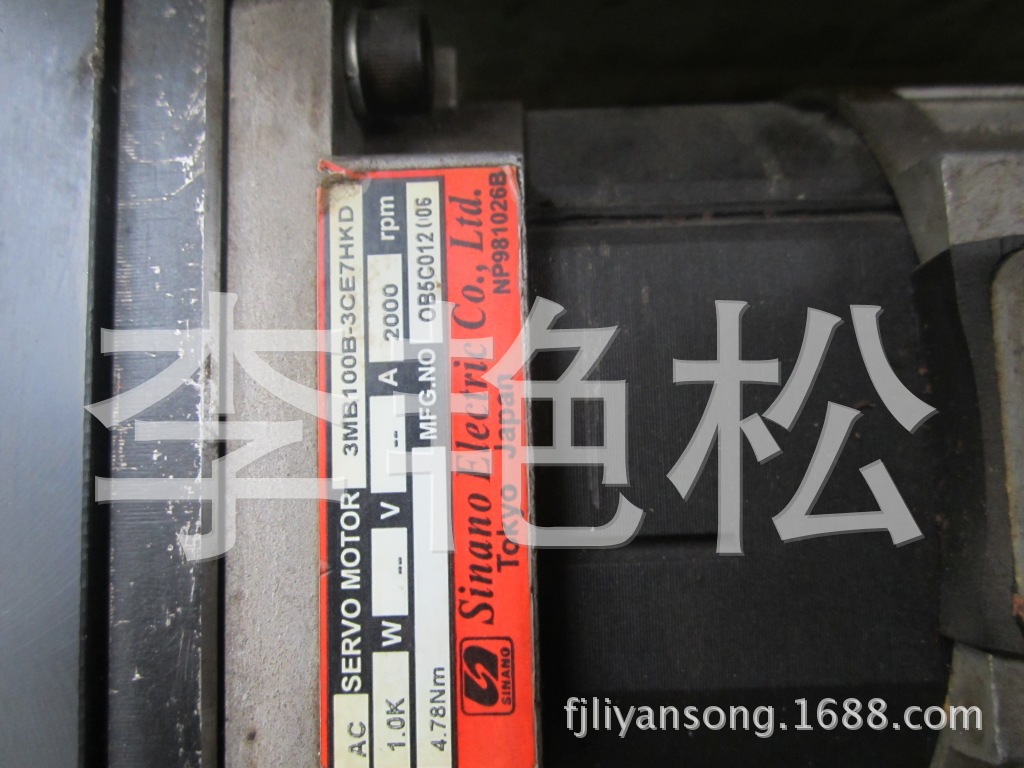 AC SERVO MOTOR 3MB100B-3CE7HKD
1.0K W -- V -- A 2000 rpm
4.78Nm MFG.NO
SINANO
Sinano Electric Co., Ltd.
Tokyo Japan NP981026B
李艳松
fjliyansong.1688.com